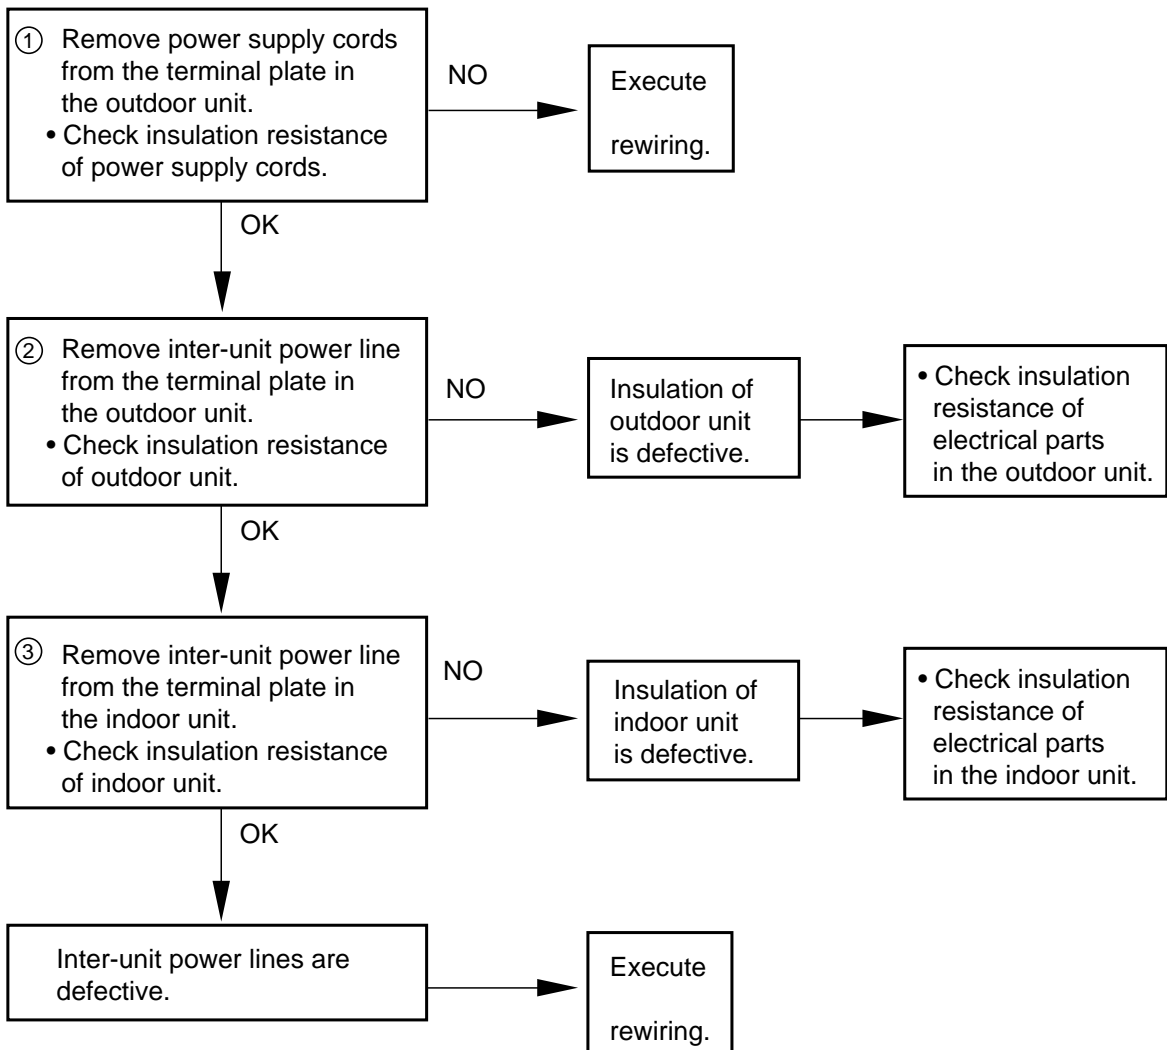 ① Remove power supply cords
from the terminal plate in
the outdoor unit.
• Check insulation resistance
of power supply cords.
NO
Execute
rewiring.
OK
② Remove inter-unit power line
from the terminal plate in
the outdoor unit.
• Check insulation resistance
of outdoor unit.
NO
Insulation of
outdoor unit
is defective.
• Check insulation
resistance of
electrical parts
in the outdoor unit.
OK
③ Remove inter-unit power line
from the terminal plate in
the indoor unit.
• Check insulation resistance
of indoor unit.
NO
Insulation of
indoor unit
is defective.
• Check insulation
resistance of
electrical parts
in the indoor unit.
OK
Inter-unit power lines are
defective.
Execute
rewiring.